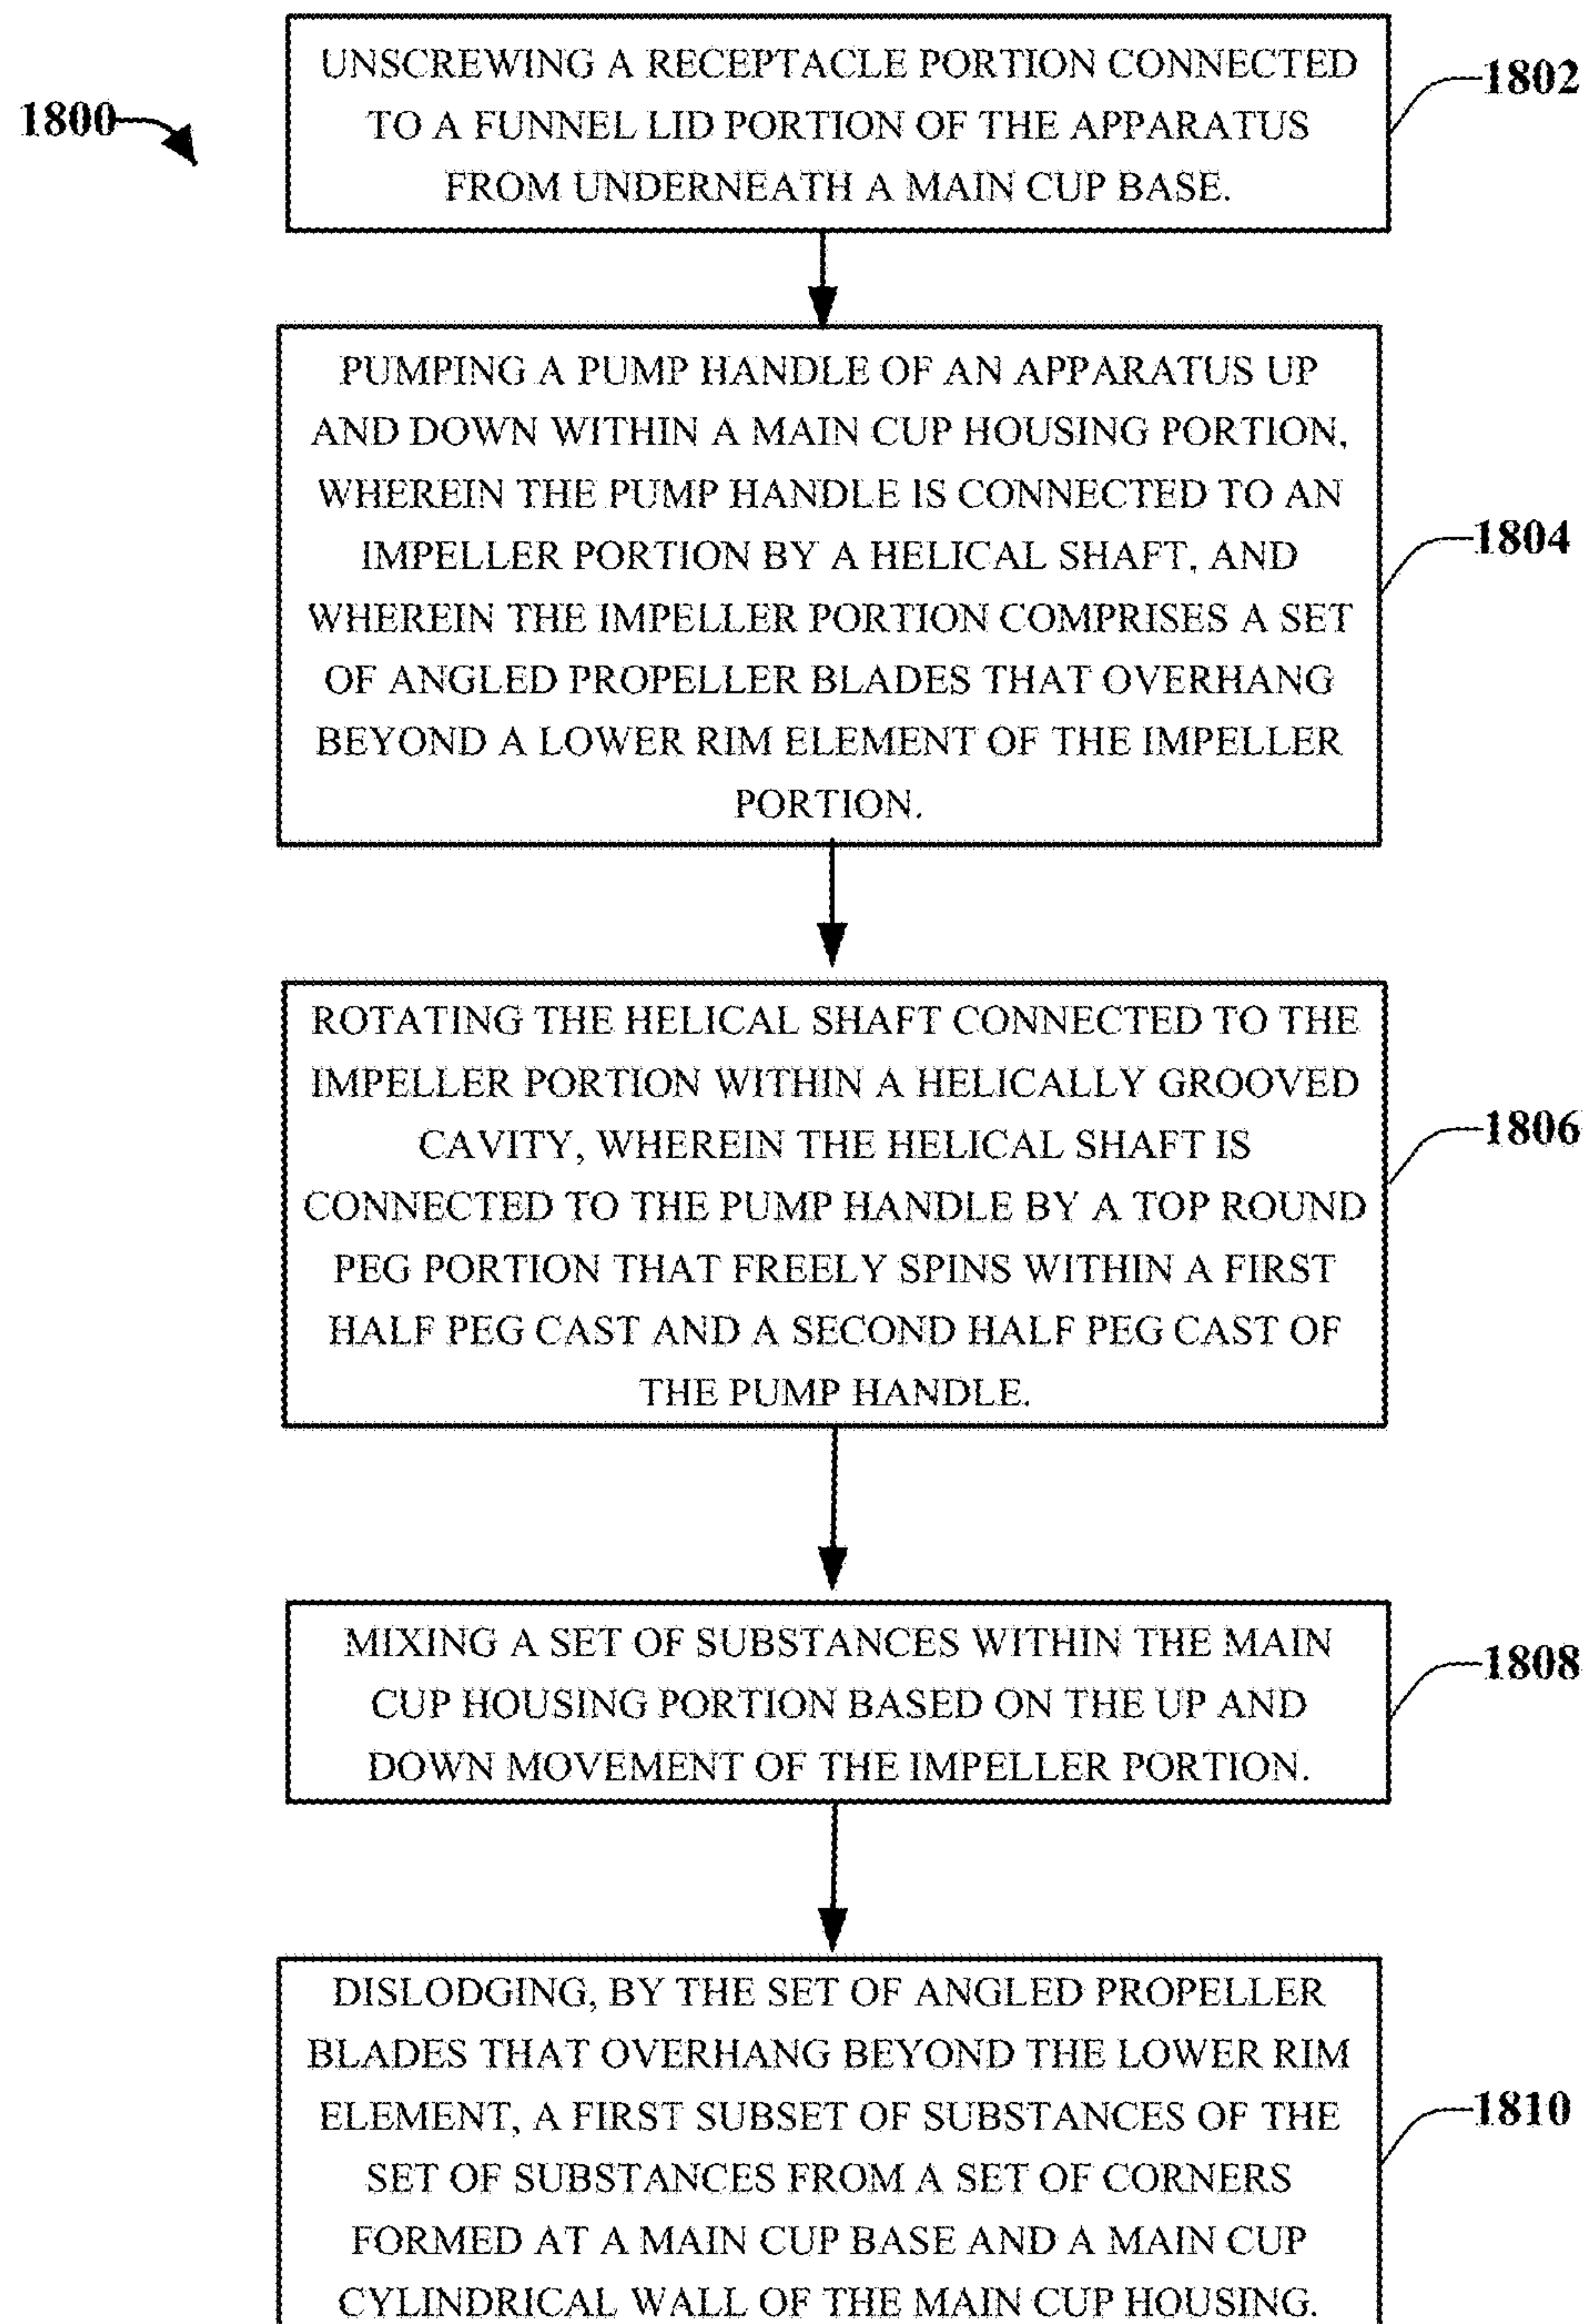 1800
UNSCREWING A RECEPTACLE PORTION CONNECTED
TO A FUNNEL LID PORTION OF THE APPARATUS
FROM UNDERNEATH A MAIN CUP BASE.
1802
PUMPING A PUMP HANDLE OF AN APPARATUS UP
AND DOWN WITHIN A MAIN CUP HOUSING PORTION,
WHEREIN THE PUMP HANDLE IS CONNECTED TO AN
IMPELLER PORTION BY A HELICAL SHAFT, AND
WHEREIN THE IMPELLER PORTION COMPRISES A SET
OF ANGLED PROPELLER BLADES THAT OVERHANG
BEYOND A LOWER RIM ELEMENT OF THE IMPELLER
PORTION.
1804
ROTATING THE HELICAL SHAFT CONNECTED TO THE
IMPELLER PORTION WITHIN A HELICALLY GROOVED
CAVITY, WHEREIN THE HELICAL SHAFT IS
CONNECTED TO THE PUMP HANDLE BY A TOP ROUND
PEG PORTION THAT FREELY SPINS WITHIN A FIRST
HALF PEG CAST AND A SECOND HALF PEG CAST OF
THE PUMP HANDLE.
1806
MIXING A SET OF SUBSTANCES WITHIN THE MAIN
CUP HOUSING PORTION BASED ON THE UP AND
DOWN MOVEMENT OF THE IMPELLER PORTION.
1808
DISLODGING, BY THE SET OF ANGLED PROPELLER
BLADES THAT OVERHANG BEYOND THE LOWER RIM
ELEMENT, A FIRST SUBSET OF SUBSTANCES OF THE
SET OF SUBSTANCES FROM A SET OF CORNERS
FORMED AT A MAIN CUP BASE AND A MAIN CUP
CYLINDRICAL WALL OF THE MAIN CUP HOUSING.
1810